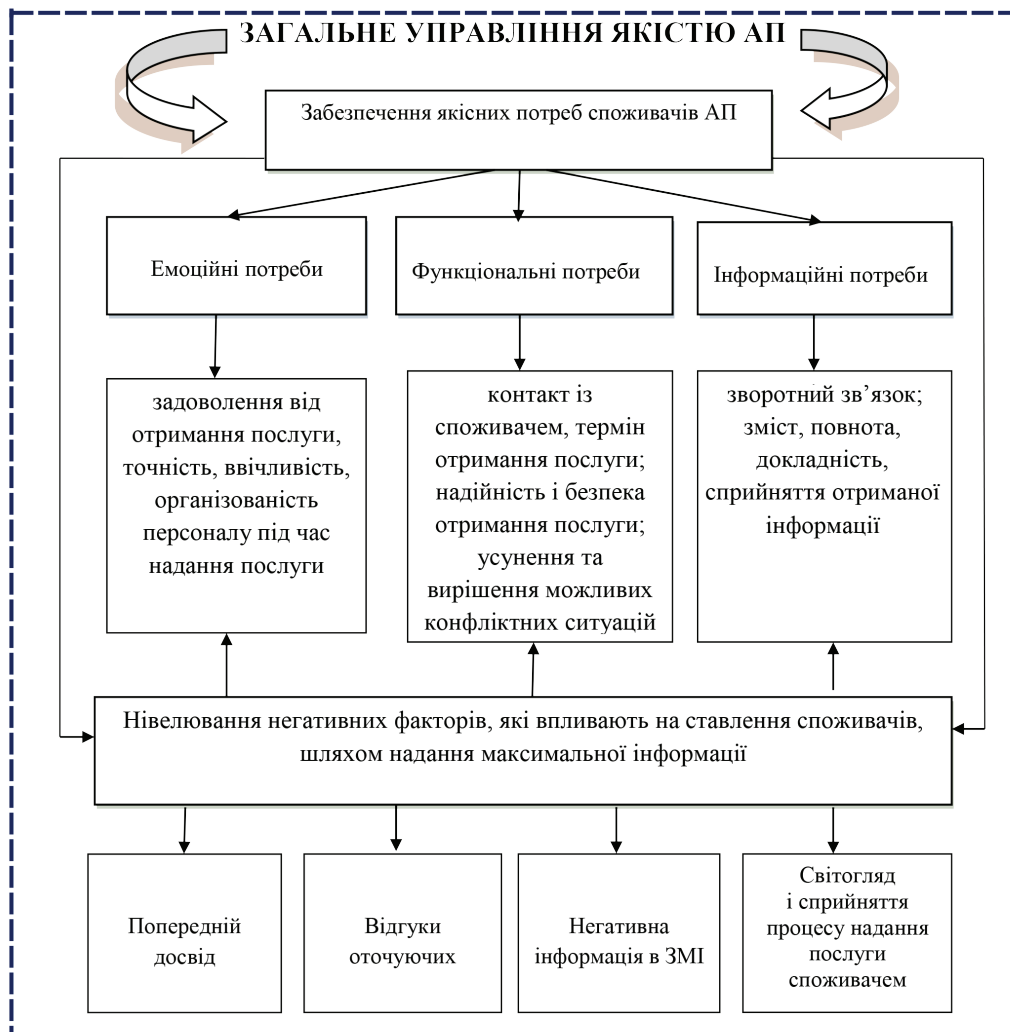 ЗАГАЛЬНЕ УПРАВЛІННЯ ЯКІСТЮ АП
Забезпечення якісних потреб споживачів АП
Емоційні потреби
Функціональні потреби
Інформаційні потреби
задоволення від
отримання послуги,
точність, ввічливість,
організованість
персоналу під час
надання послуги
контакт із
споживачем, термін
отримання послуги;
надійність і безпека
отримання послуги;
усунення та
вирішення можливих
конфліктних ситуацій
зворотний зв’язок;
зміст, повнота,
докладність,
сприйняття отриманої
інформації
Нівелювання негативних факторів, які впливають на ставлення споживачів,
шляхом надання максимальної інформації
Попередній
досвід
Відгуки
оточуючих
Негативна
інформація в ЗМІ
Світогляд
і сприйняття
процесу надання
послуги
споживачем